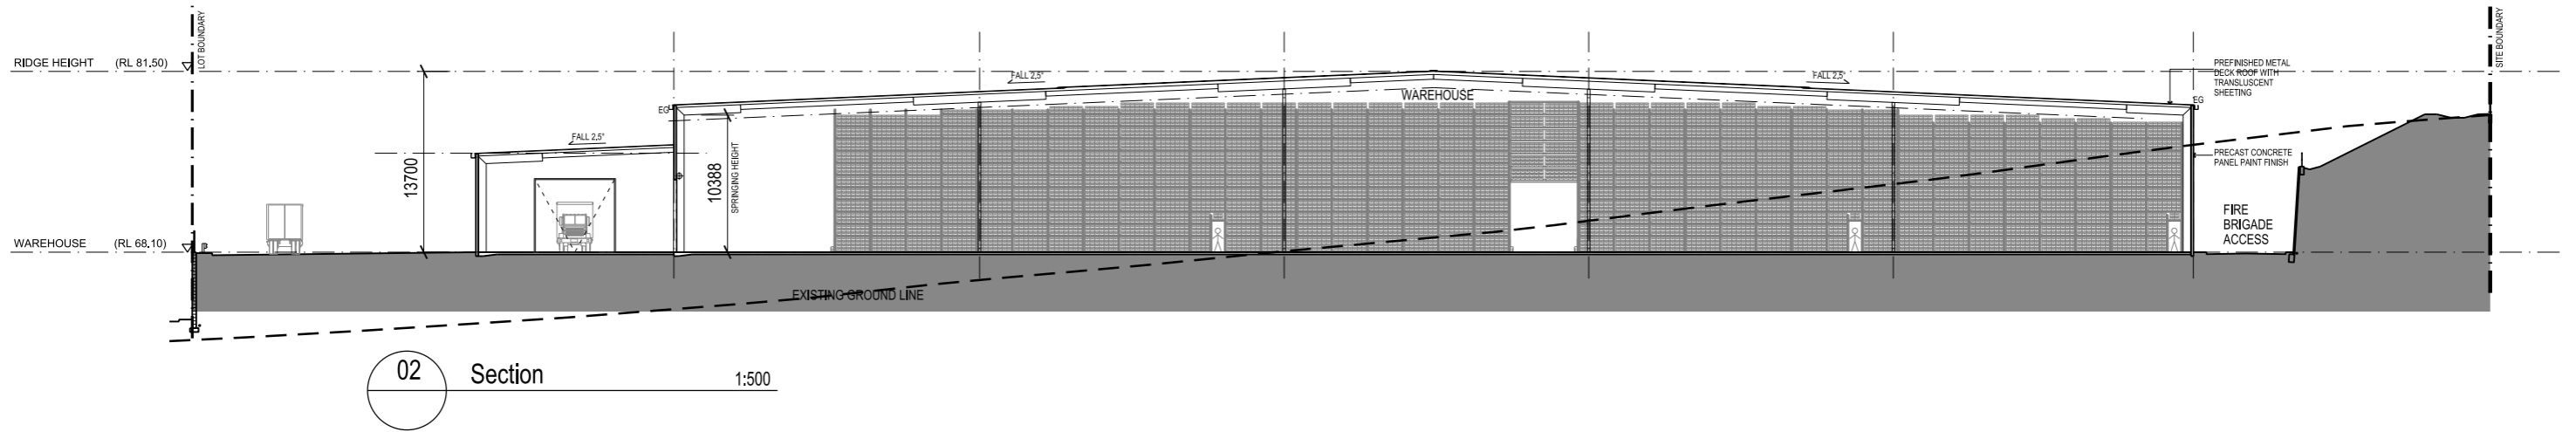 LOT BOUNDARY
SITE BOUNDARY
RIDGE HEIGHT (RL 81.50)
FALL 2.5°
FALL 2.5°
PREFINISHED METAL
DECK ROOF WITH
TRANSLUSCENT
SHEETING
WAREHOUSE
EG
EG
FALL 2.5°
13700
10388
SPRINGING HEIGHT
PRECAST CONCRETE
PANEL PAINT FINISH
FIRE
BRIGADE
ACCESS
WAREHOUSE (RL 68.10)
EXISTING GROUND LINE
02 Section 1:500